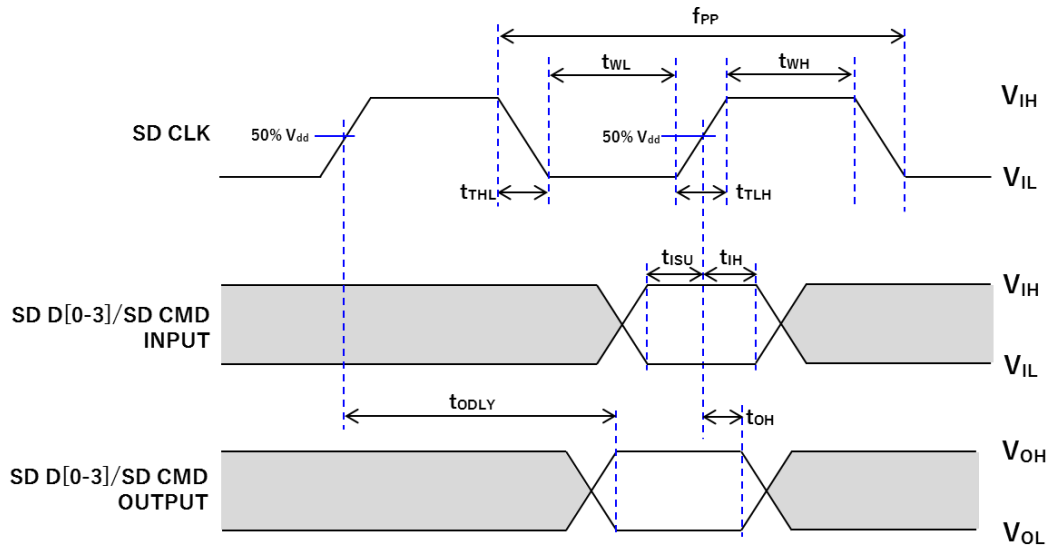 fPP
tWL
tWH
VIH
SD CLK
50% Vdd
50% Vdd
tTHL
tTLH
VIL
tISU
tIH
VIH
SD D[0-3]/SD CMD
INPUT
VIL
tODLY
tOH
VOH
SD D[0-3]/SD CMD
OUTPUT
VOL